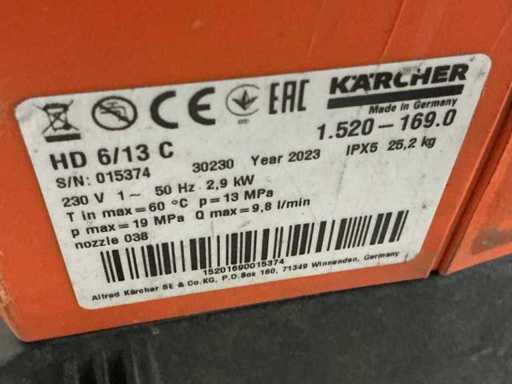 CE EAC KÄRCHER
Made in Germany
HD 6/13 C 1.520-169.0
S/N: 015374 30230 Year 2023 IPX5 25,2 kg
230 V 1~ 50 Hz 2,9 kW
T in max=60 °C p=13 MPa
p max=19 MPa Q max=9,8 l/min
nozzle 038
15201690015374
Alfred Kärcher SE & Co.KG, P.O.Box 160, 71349 Winnenden, Germany